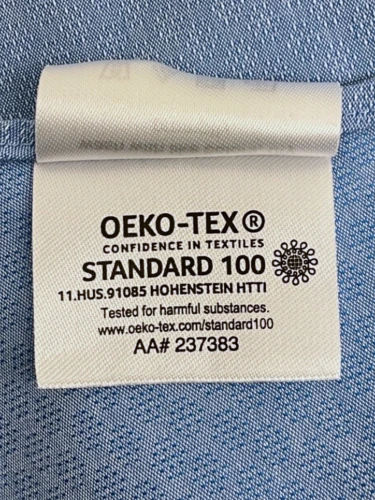 OEKO-TEX®
CONFIDENCE IN TEXTILES
STANDARD 100
11.HUS.91085 HOHENSTEIN HTTI
Tested for harmful substances.
www.oeko-tex.com/standard100
AA# 237383